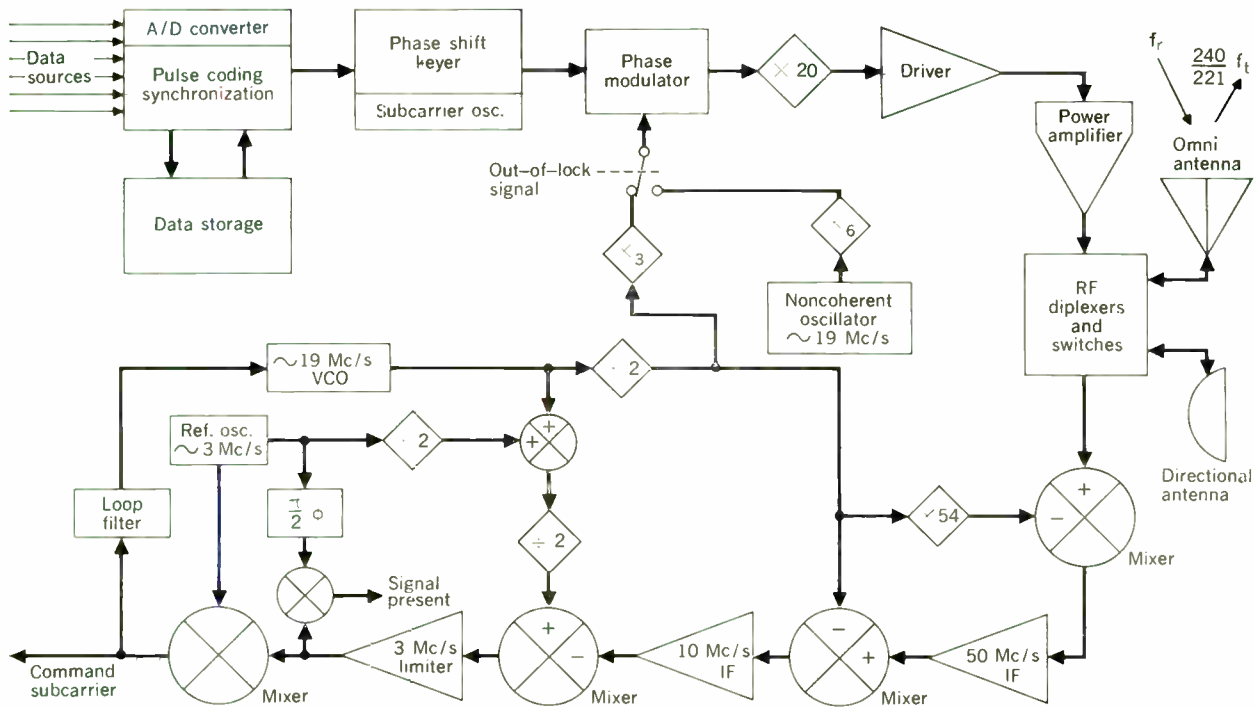 A/D converter
Data
sources
Pulse coding
synchronization
Data storage
Phase shift
keyer
Subcarrier osc.
Phase
modulator
× 20
Driver
Power
amplifier
f_r
240
221
f_t
Omni
antenna
Out-of-lock
signal
3
6
Noncoherent
oscillator
~ 19 Mc/s
RF
diplexers
and
switches
Directional
antenna
~ 19 Mc/s
VCO
2
Ref. osc.
~ 3 Mc/s
2
+
+
Loop
filter
π
2
÷ 2
54
+
−
Mixer
Signal
present
Command
subcarrier
Mixer
3 Mc/s
limiter
+
−
Mixer
10 Mc/s
IF
−
+
Mixer
50 Mc/s
IF